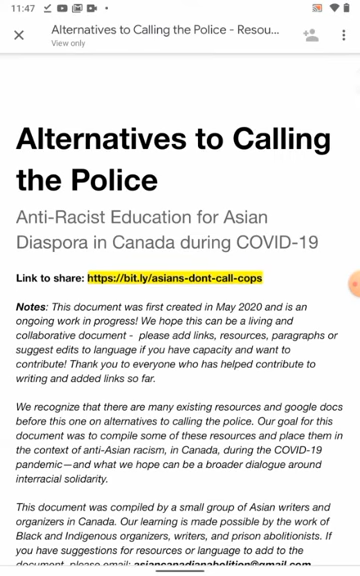 11:47
Alternatives to Calling the Police - Resou...
View only
Alternatives to Calling
the Police
Anti-Racist Education for Asian
Diaspora in Canada during COVID-19
Link to share: https://bit.ly/asians-dont-call-cops
Notes: This document was first created in May 2020 and is an
ongoing work in progress! We hope this can be a living and
collaborative document - please add links, resources, paragraphs or
suggest edits to language if you have capacity and want to
contribute! Thank you to everyone who has helped contribute to
writing and added links so far.
We recognize that there are many existing resources and google docs
before this one on alternatives to calling the police. Our goal for this
document was to compile some of these resources and place them in
the context of anti-Asian racism, in Canada, during the COVID-19
pandemic—and what we hope can be a broader dialogue around
interracial solidarity.
This document was compiled by a small group of Asian writers and
organizers in Canada. Our learning is made possible by the work of
Black and Indigenous organizers, writers, and prison abolitionists. If
you have suggestions for resources or language to add to the
document, please email: asiancanadianabolition@gmail.com